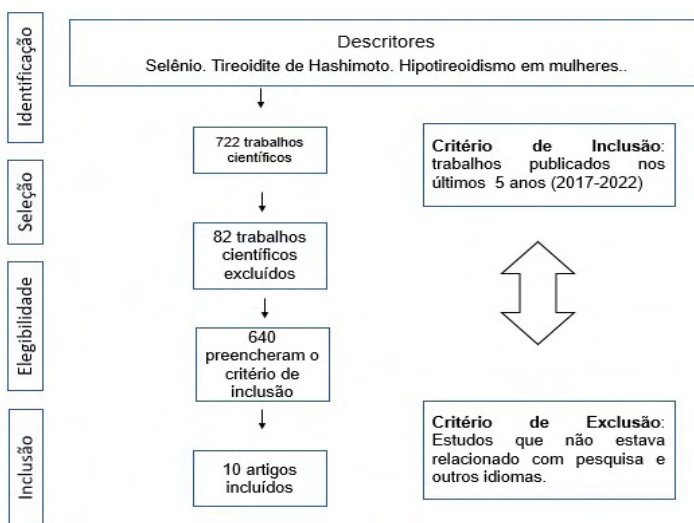 Identificação
Descritores
Selênio. Tireoidite de Hashimoto. Hipotireoidismo em mulheres..
722 trabalhos
científicos
Critério de Inclusão:
trabalhos publicados nos
últimos 5 anos (2017-2022)
Seleção
82 trabalhos
científicos
excluídos
Elegibilidade
640
preencheram o
critério de
inclusão
Inclusão
10 artigos
incluídos
Critério de Exclusão:
Estudos que não estava
relacionado com pesquisa e
outros idiomas.